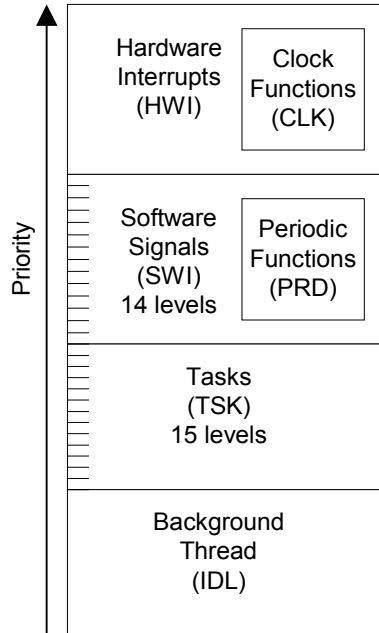 Priority
Hardware
Interrupts
(HWI)
Clock
Functions
(CLK)
Software
Signals
(SWI)
14 levels
Periodic
Functions
(PRD)
Tasks
(TSK)
15 levels
Background
Thread
(IDL)